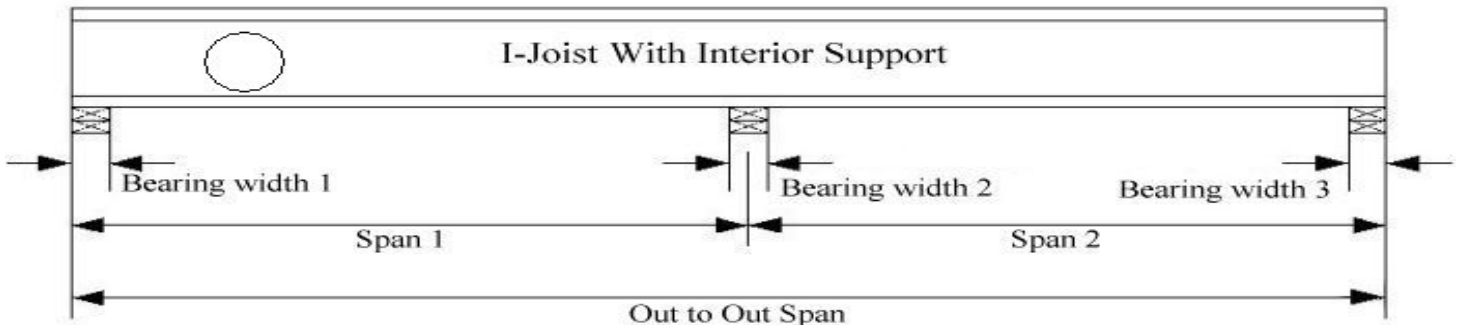 I-Joist With Interior Support
Bearing width 1
Bearing width 2
Bearing width 3
Span 1
Span 2
Out to Out Span